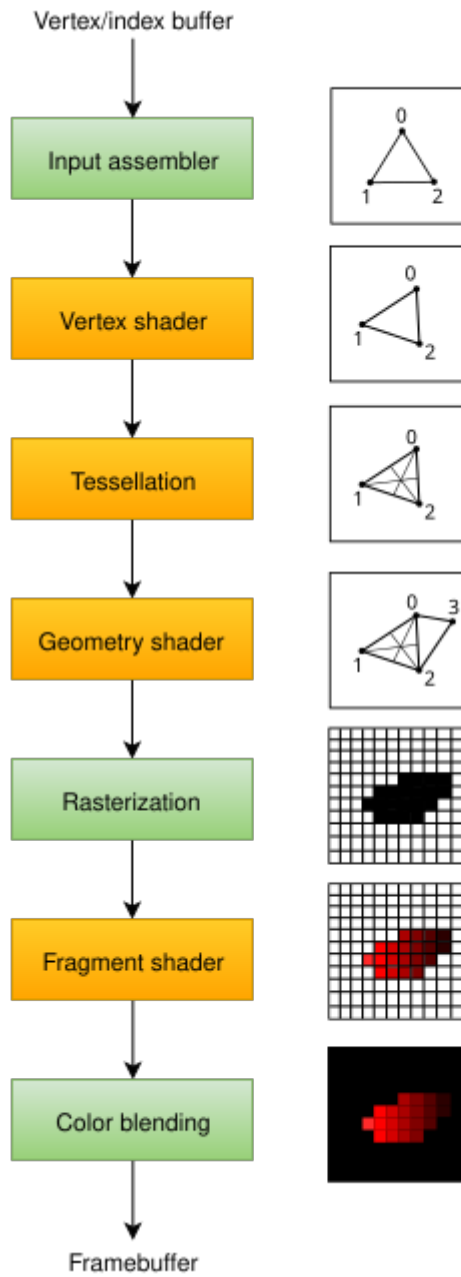 Vertex/index buffer
Input assembler
0
1
2
Vertex shader
0
1
2
Tessellation
0
1
2
Geometry shader
0
3
1
2
Rasterization
Fragment shader
Color blending
Framebuffer